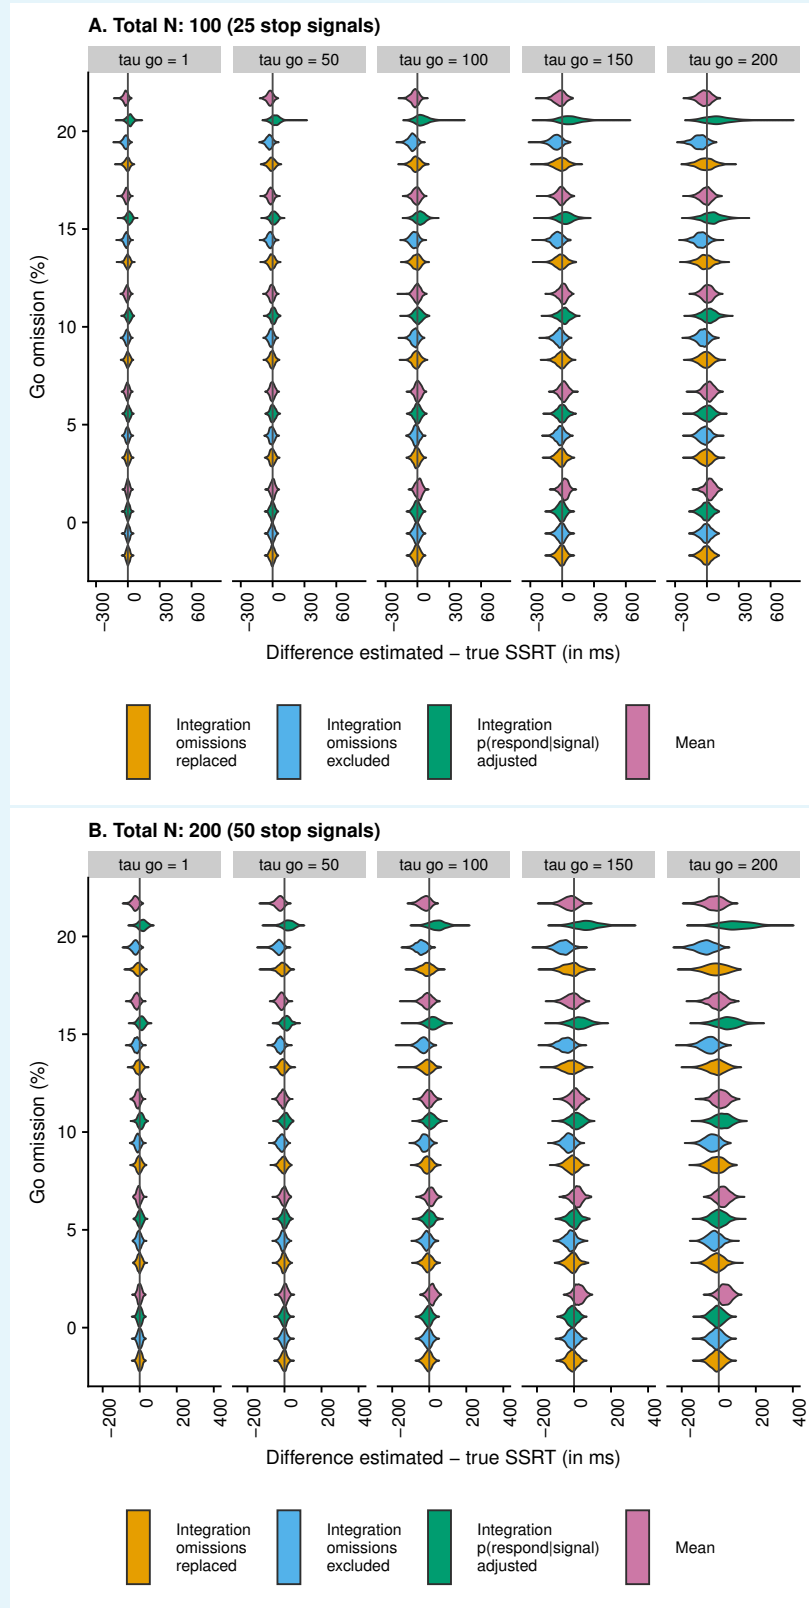 A. Total N: 100 (25 stop signals)
tau go = 1
tau go = 50
tau go = 100
tau go = 150
tau go = 200
Go omission (%)
20
15
10
5
0
−300 0 300 600
−300 0 300 600
−300 0 300 600
−300 0 300 600
−300 0 300 600
Difference estimated − true SSRT (in ms)
Integration
omissions
replaced
Integration
omissions
excluded
Integration
p(respond|signal)
adjusted
Mean
B. Total N: 200 (50 stop signals)
tau go = 1
tau go = 50
tau go = 100
tau go = 150
tau go = 200
Go omission (%)
20
15
10
5
0
−200 0 200 400
−200 0 200 400
−200 0 200 400
−200 0 200 400
−200 0 200 400
Difference estimated − true SSRT (in ms)
Integration
omissions
replaced
Integration
omissions
excluded
Integration
p(respond|signal)
adjusted
Mean